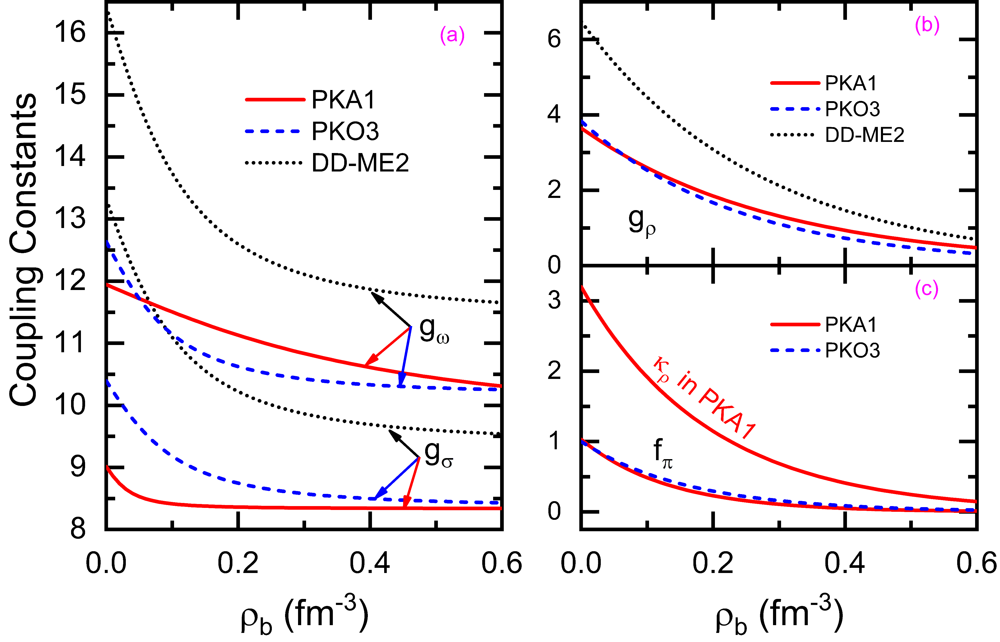 Coupling Constants
16
15
14
13
12
11
10
9
8
(a)
PKA1
PKO3
DD-ME2
gω
gσ
0.0 0.2 0.4 0.6
ρb (fm-3)
6
4
2
0
(b)
PKA1
PKO3
DD-ME2
gρ
3
2
1
0
(c)
PKA1
PKO3
κρ in PKA1
fπ
0.0 0.2 0.4 0.6
ρb (fm-3)